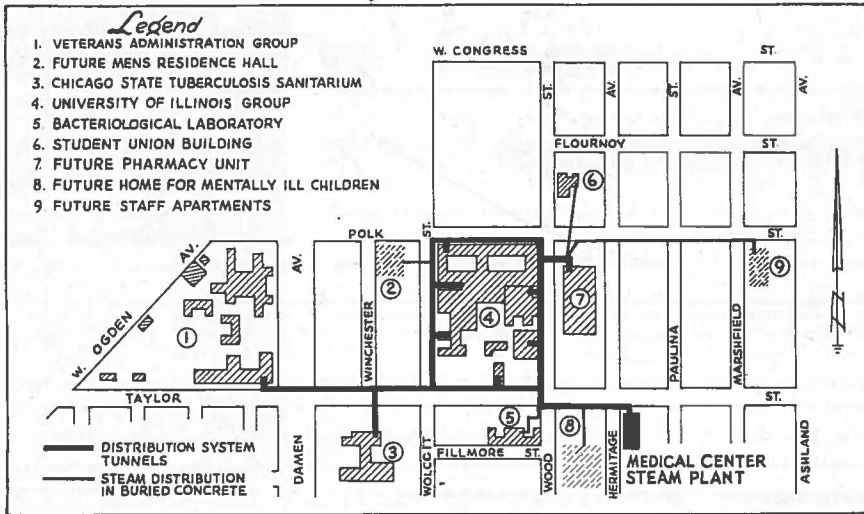 Legend
1. VETERANS ADMINISTRATION GROUP
2. FUTURE MENS RESIDENCE HALL
3. CHICAGO STATE TUBERCULOSIS SANITARIUM
4. UNIVERSITY OF ILLINOIS GROUP
5. BACTERIOLOGICAL LABORATORY
6. STUDENT UNION BUILDING
7. FUTURE PHARMACY UNIT
8. FUTURE HOME FOR MENTALLY ILL CHILDREN
9. FUTURE STAFF APARTMENTS
W. CONGRESS ST.
ST.
AV.
ST.
AV.
AV.
FLOURNOY ST.
6
POLK ST.
ST.
W. OGDEN AV.
AV.
WINCHESTER
2
1
4
7
9
PAULINA
MARSHFIELD
N
TAYLOR ST.
DAMEN
3
WOLCOTT
5
FILLMORE ST.
WOOD
8
HERMITAGE
ASHLAND
MEDICAL CENTER
STEAM PLANT
DISTRIBUTION SYSTEM
TUNNELS
STEAM DISTRIBUTION
IN BURIED CONCRETE